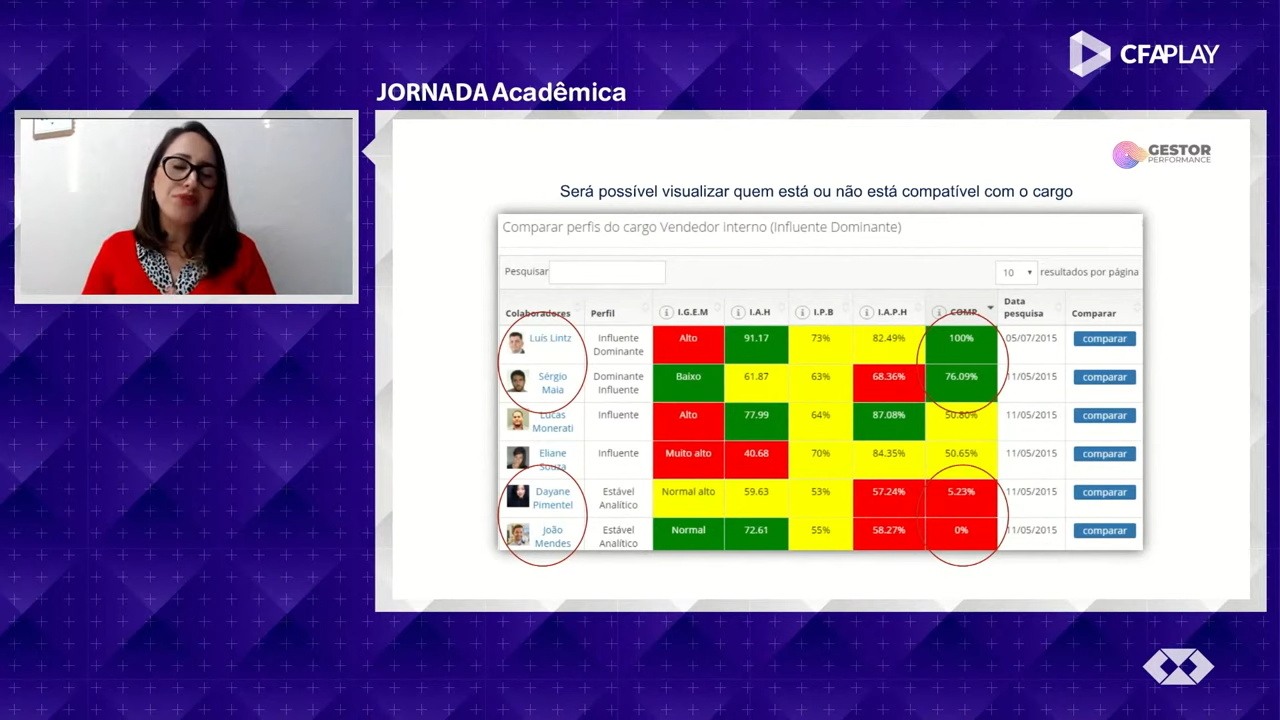 CFAPLAY
JORNADA Acadêmica
GESTOR
PERFORMANCE
Será possível visualizar quem está ou não está compatível com o cargo
Comparar perfis do cargo Vendedor Interno (Influente Dominante)
Pesquisar 10 resultados por página
Colaboradores Perfil I.G.E.M I.A.H I.P.B I.A.P.H COMP. Data pesquisa Comparar
Luís Lintz Influente Dominante Alto 91.17 73% 82.49% 100% 05/07/2015 comparar
Sérgio Maia Dominante Influente Baixo 61.87 63% 68.36% 76.09% 11/05/2015 comparar
Lucas Monerati Influente Alto 77.99 64% 87.08% 50.80% 11/05/2015 comparar
Eliane Souza Influente Muito alto 40.68 70% 84.35% 50.65% 11/05/2015 comparar
Dayane Pimentel Estável Analítico Normal alto 59.63 53% 57.24% 5.23% 11/05/2015 comparar
João Mendes Estável Analítico Normal 72.61 55% 58.27% 0% 11/05/2015 comparar